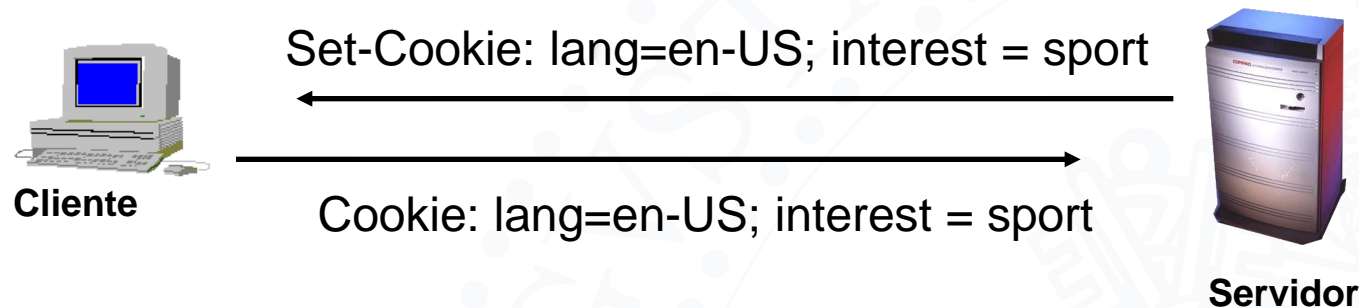 Set-Cookie: lang=en-US; interest = sport
Cliente
Cookie: lang=en-US; interest = sport
Servidor